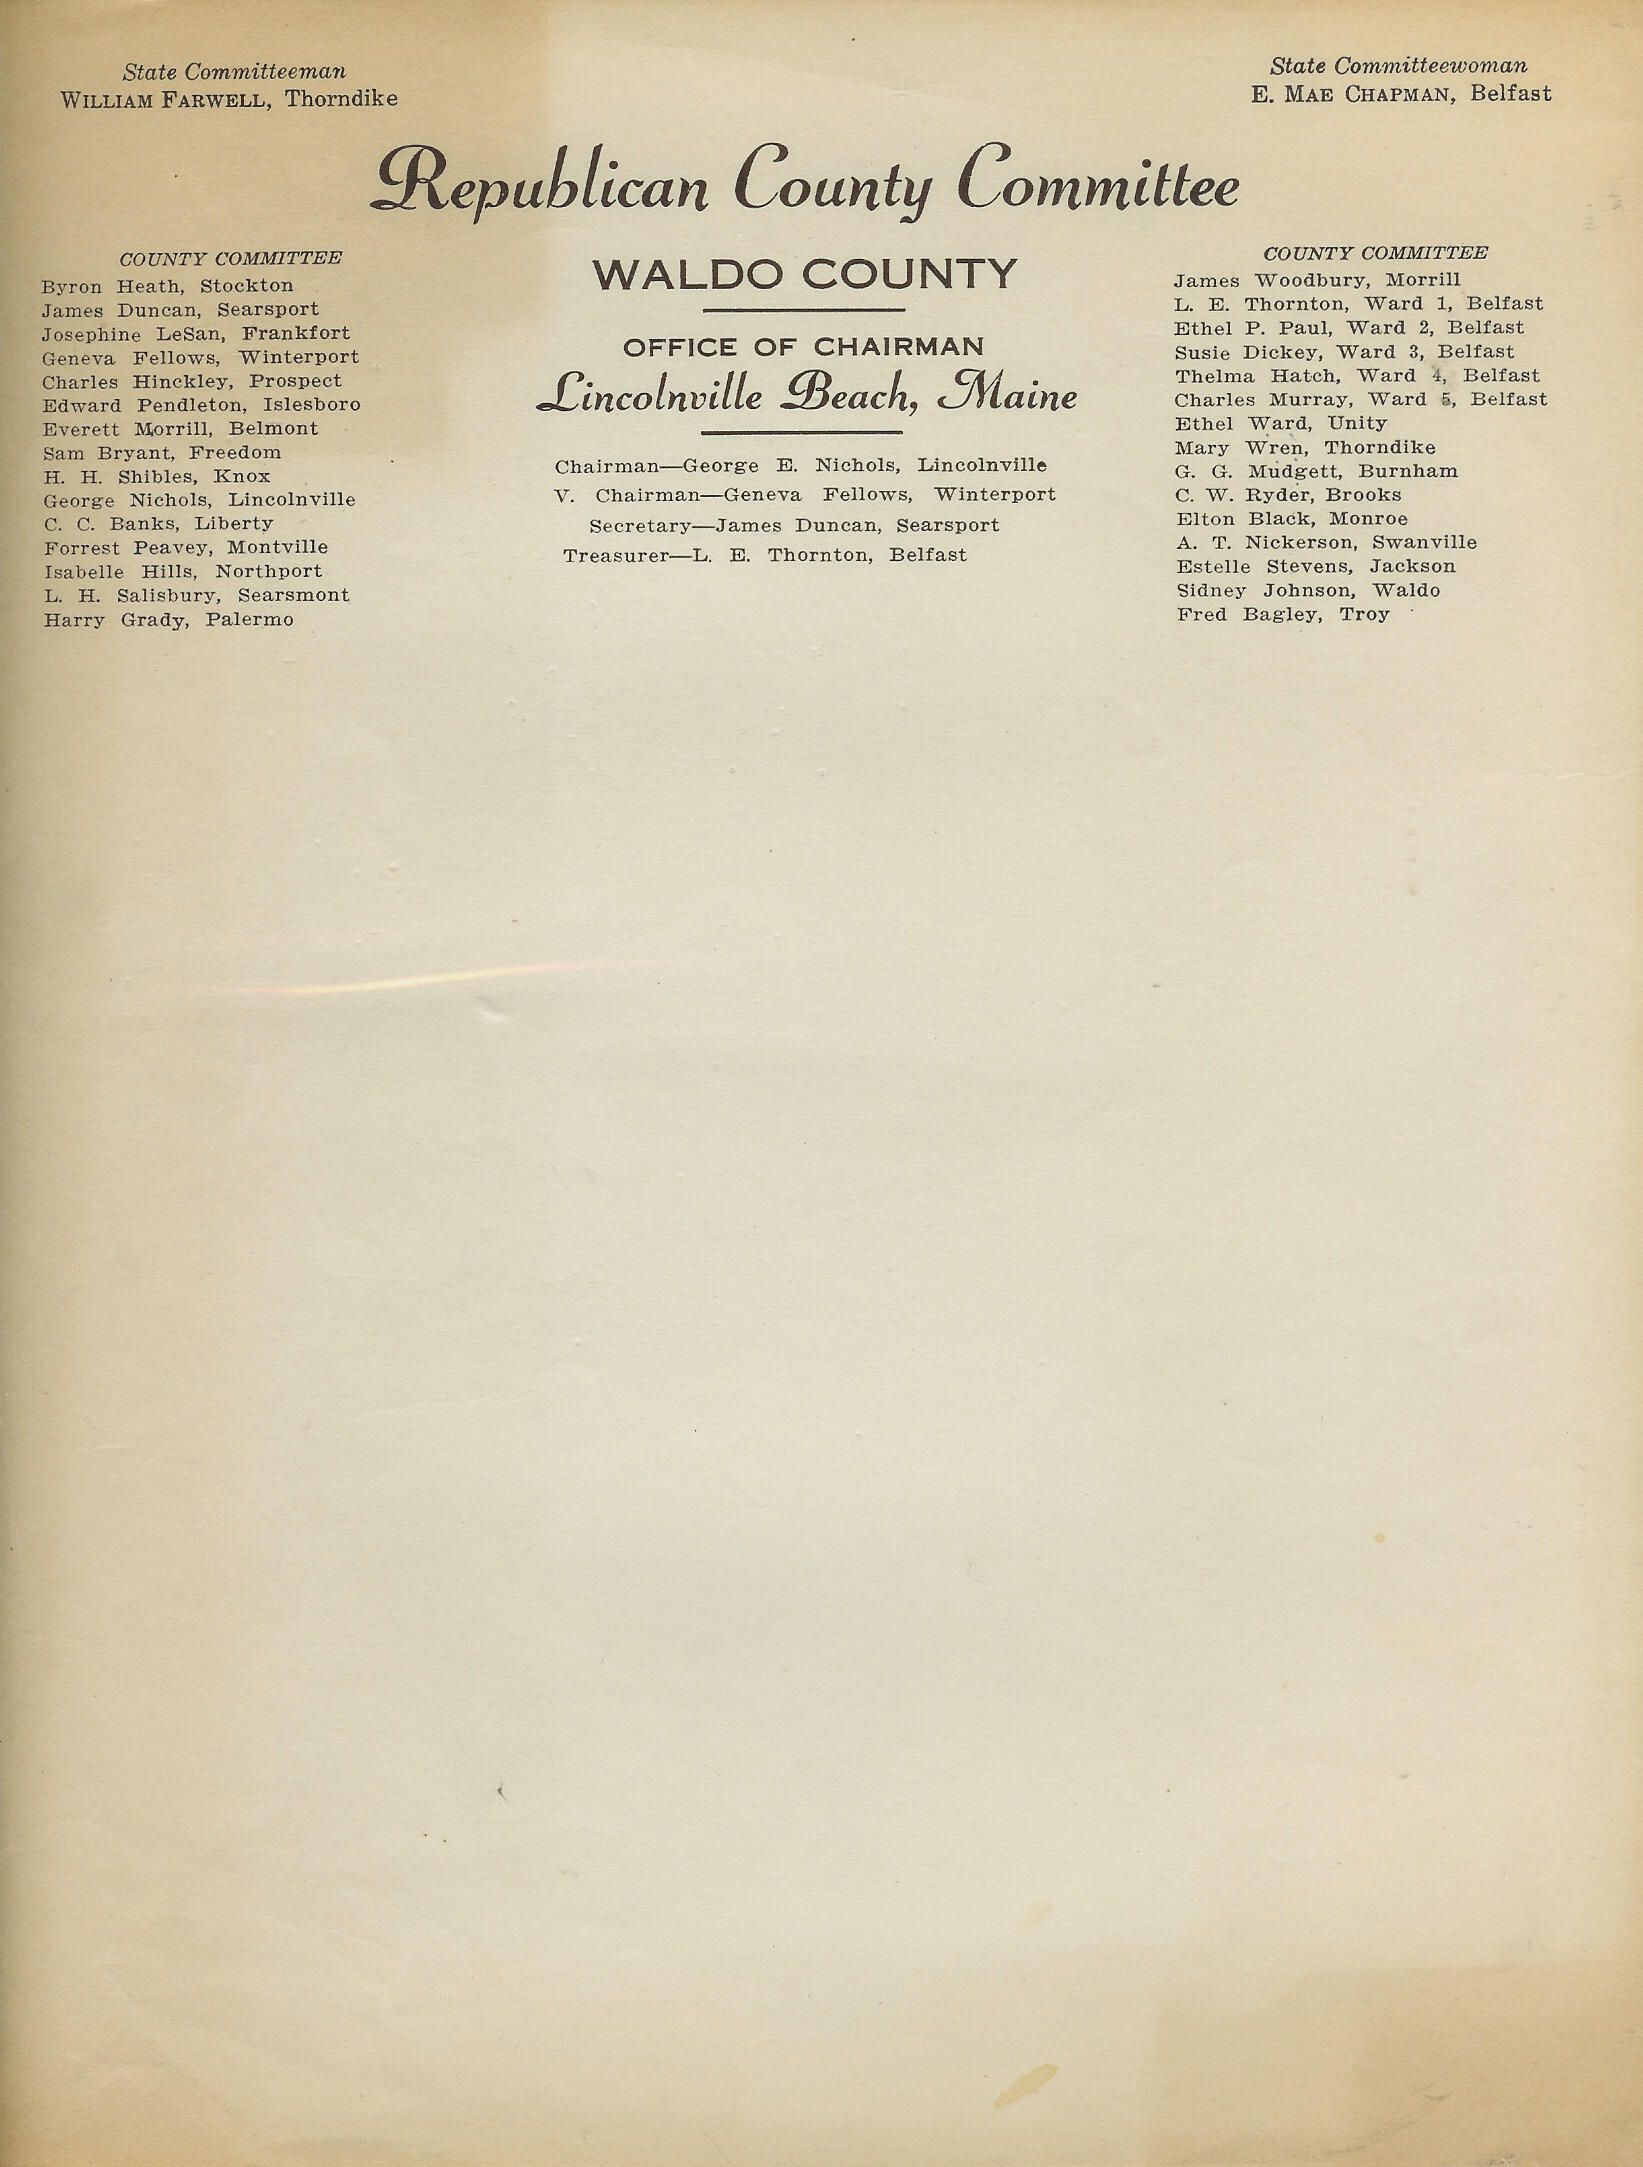 State Committeeman
WILLIAM FARWELL, Thorndike
State Committeewoman
E. MAE CHAPMAN, Belfast
Republican County Committee
COUNTY COMMITTEE
Byron Heath, Stockton
James Duncan, Searsport
Josephine LeSan, Frankfort
Geneva Fellows, Winterport
Charles Hinckley, Prospect
Edward Pendleton, Islesboro
Everett Morrill, Belmont
Sam Bryant, Freedom
H. H. Shibles, Knox
George Nichols, Lincolnville
C. C. Banks, Liberty
Forrest Peavey, Montville
Isabelle Hills, Northport
L. H. Salisbury, Searsmont
Harry Grady, Palermo
WALDO COUNTY
OFFICE OF CHAIRMAN
Lincolnville Beach, Maine
Chairman—George E. Nichols, Lincolnville
V. Chairman—Geneva Fellows, Winterport
Secretary—James Duncan, Searsport
Treasurer—L. E. Thornton, Belfast
COUNTY COMMITTEE
James Woodbury, Morrill
L. E. Thornton, Ward 1, Belfast
Ethel P. Paul, Ward 2, Belfast
Susie Dickey, Ward 3, Belfast
Thelma Hatch, Ward 4, Belfast
Charles Murray, Ward 5, Belfast
Ethel Ward, Unity
Mary Wren, Thorndike
G. G. Mudgett, Burnham
C. W. Ryder, Brooks
Elton Black, Monroe
A. T. Nickerson, Swanville
Estelle Stevens, Jackson
Sidney Johnson, Waldo
Fred Bagley, Troy